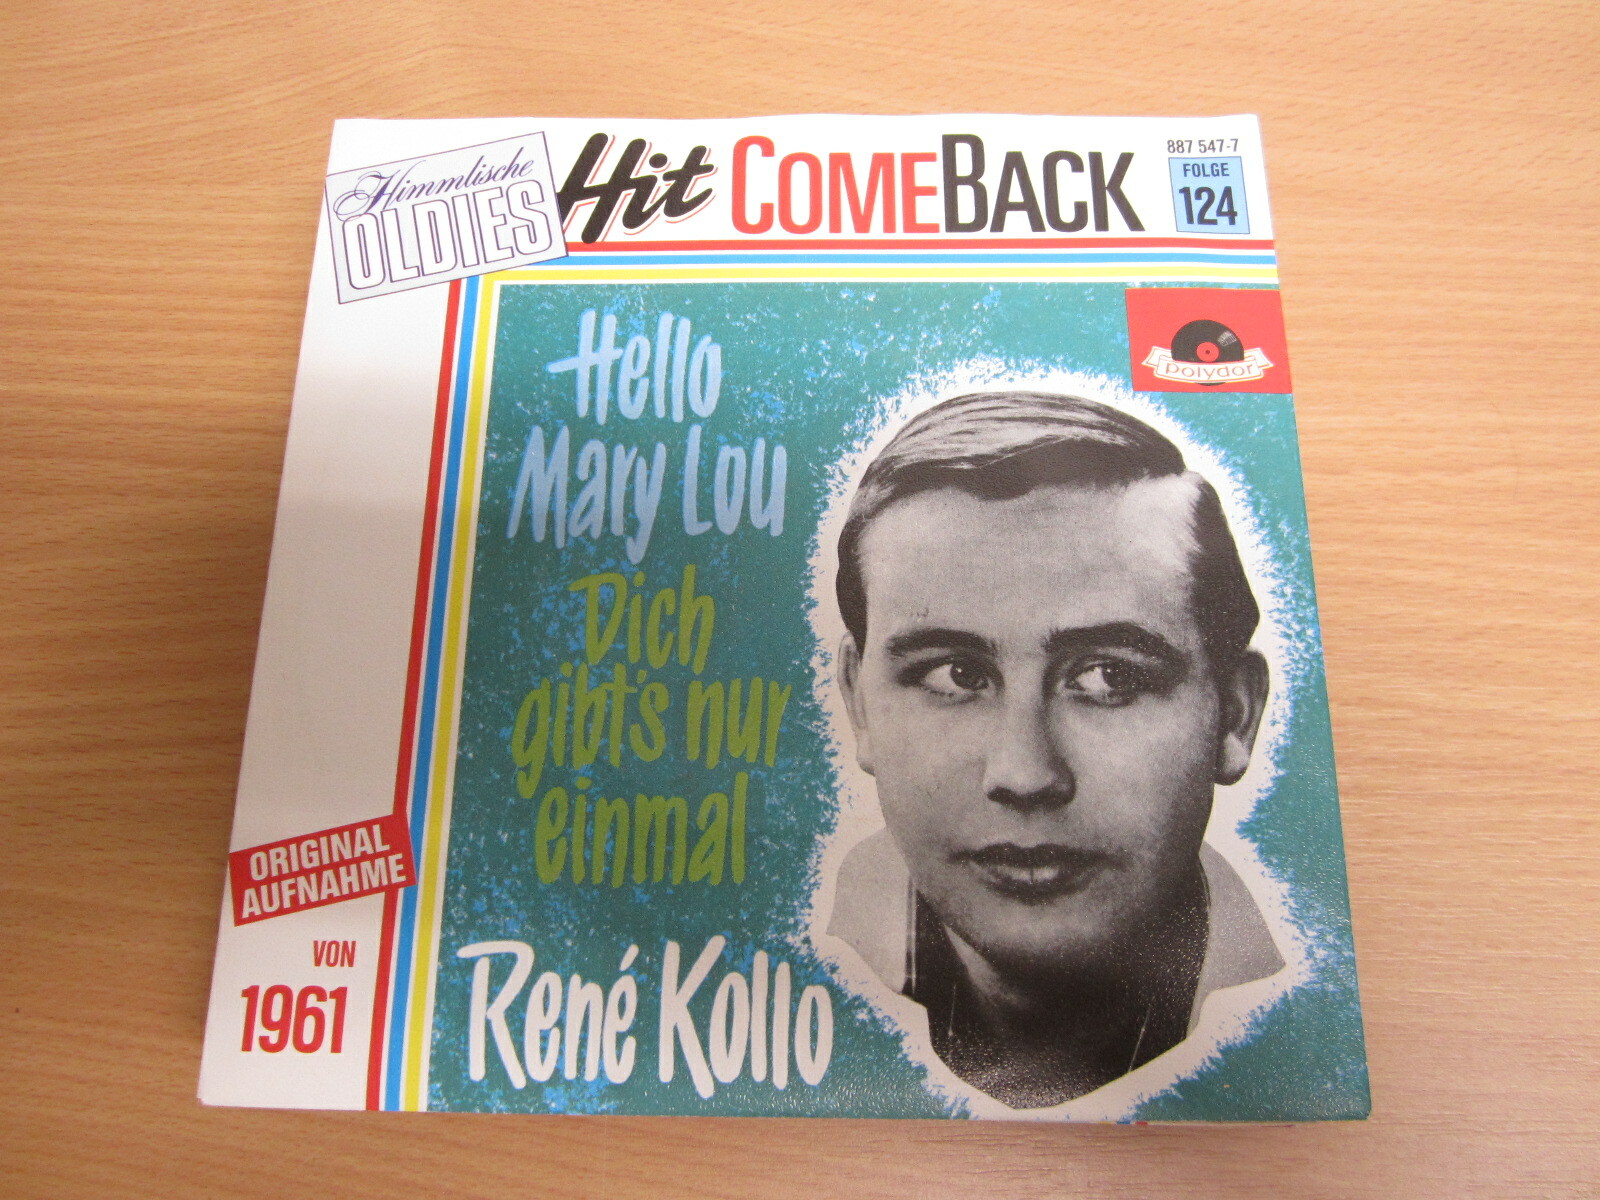 Himmlische
OLDIES
Hit COMEBACK
887 547-7
FOLGE
124
polydor
Hello
Mary Lou
Dich
gibt's nur
einmal
ORIGINAL
AUFNAHME
VON
1961
René Kollo